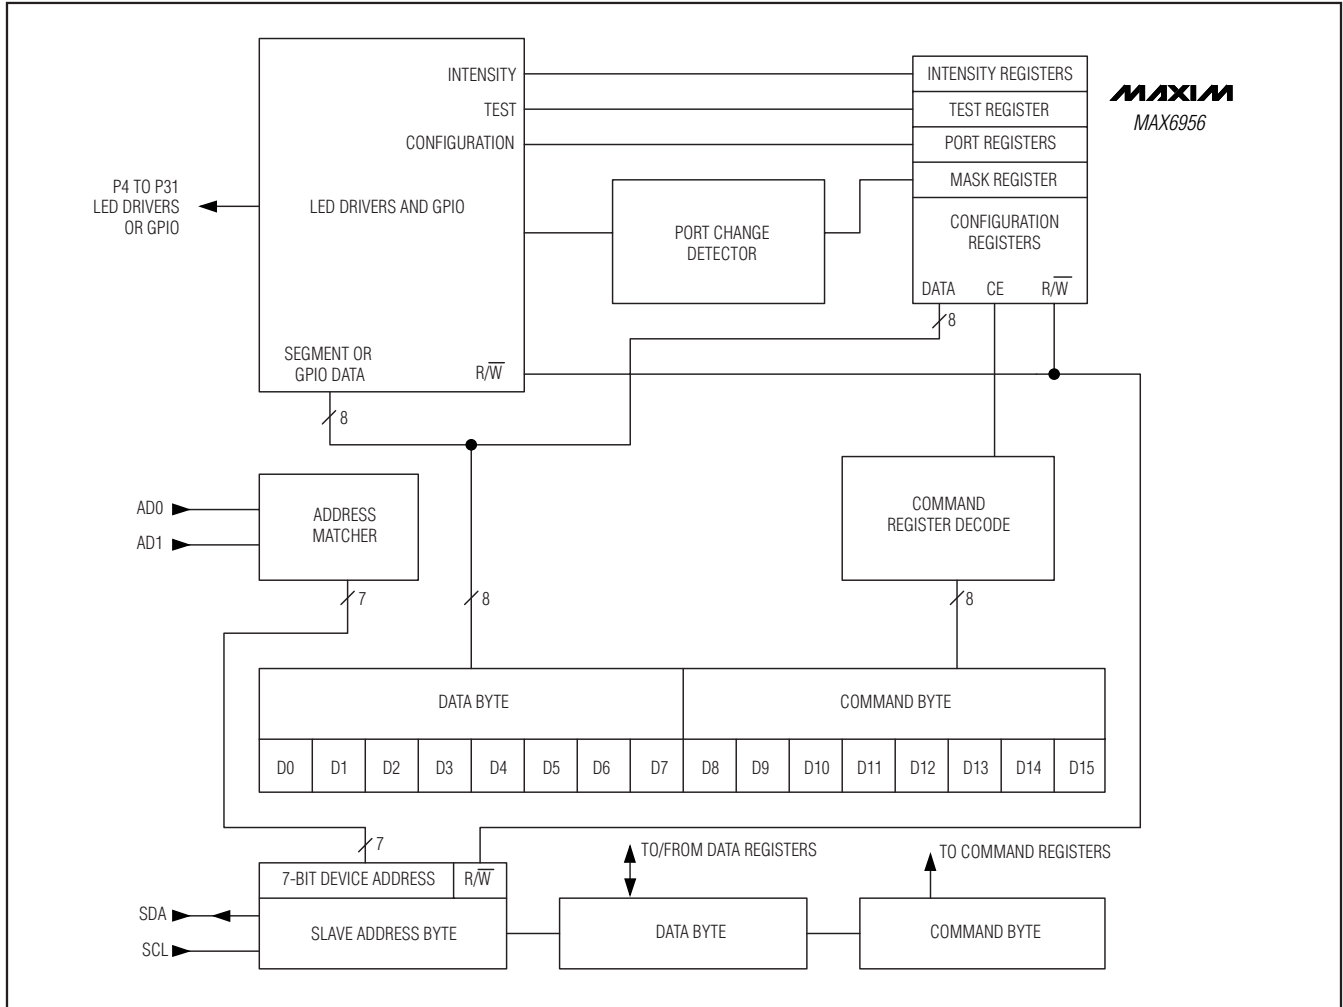 INTENSITY
TEST
CONFIGURATION
P4 TO P31
LED DRIVERS
OR GPIO
LED DRIVERS AND GPIO
SEGMENT OR
GPIO DATA
R/W̅
8
PORT CHANGE
DETECTOR
INTENSITY REGISTERS
TEST REGISTER
PORT REGISTERS
MASK REGISTER
CONFIGURATION
REGISTERS
DATA
CE
R/W̅
8
MAXIM
MAX6956
AD0
AD1
ADDRESS
MATCHER
7
8
COMMAND
REGISTER DECODE
8
DATA BYTE
COMMAND BYTE
D0
D1
D2
D3
D4
D5
D6
D7
D8
D9
D10
D11
D12
D13
D14
D15
7
7-BIT DEVICE ADDRESS
R/W̅
SDA
SCL
SLAVE ADDRESS BYTE
TO/FROM DATA REGISTERS
DATA BYTE
TO COMMAND REGISTERS
COMMAND BYTE